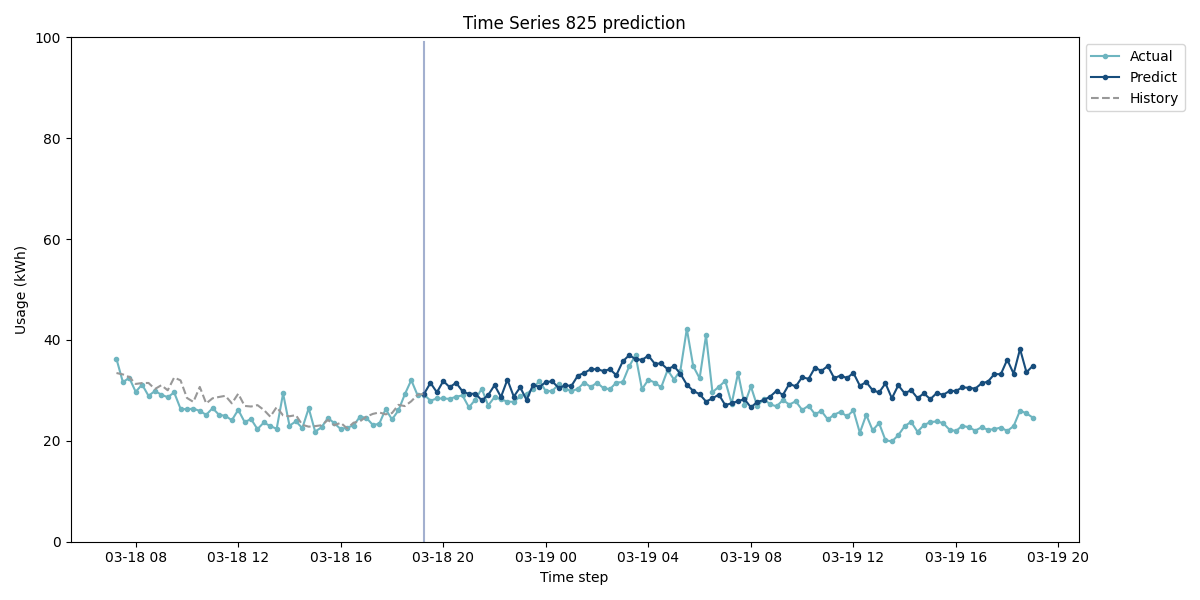 Time Series 825 prediction
Usage (kWh)
100
80
60
40
20
0
03-18 08
03-18 12
03-18 16
03-18 20
03-19 00
03-19 04
03-19 08
03-19 12
03-19 16
03-19 20
Time step
Actual
Predict
History